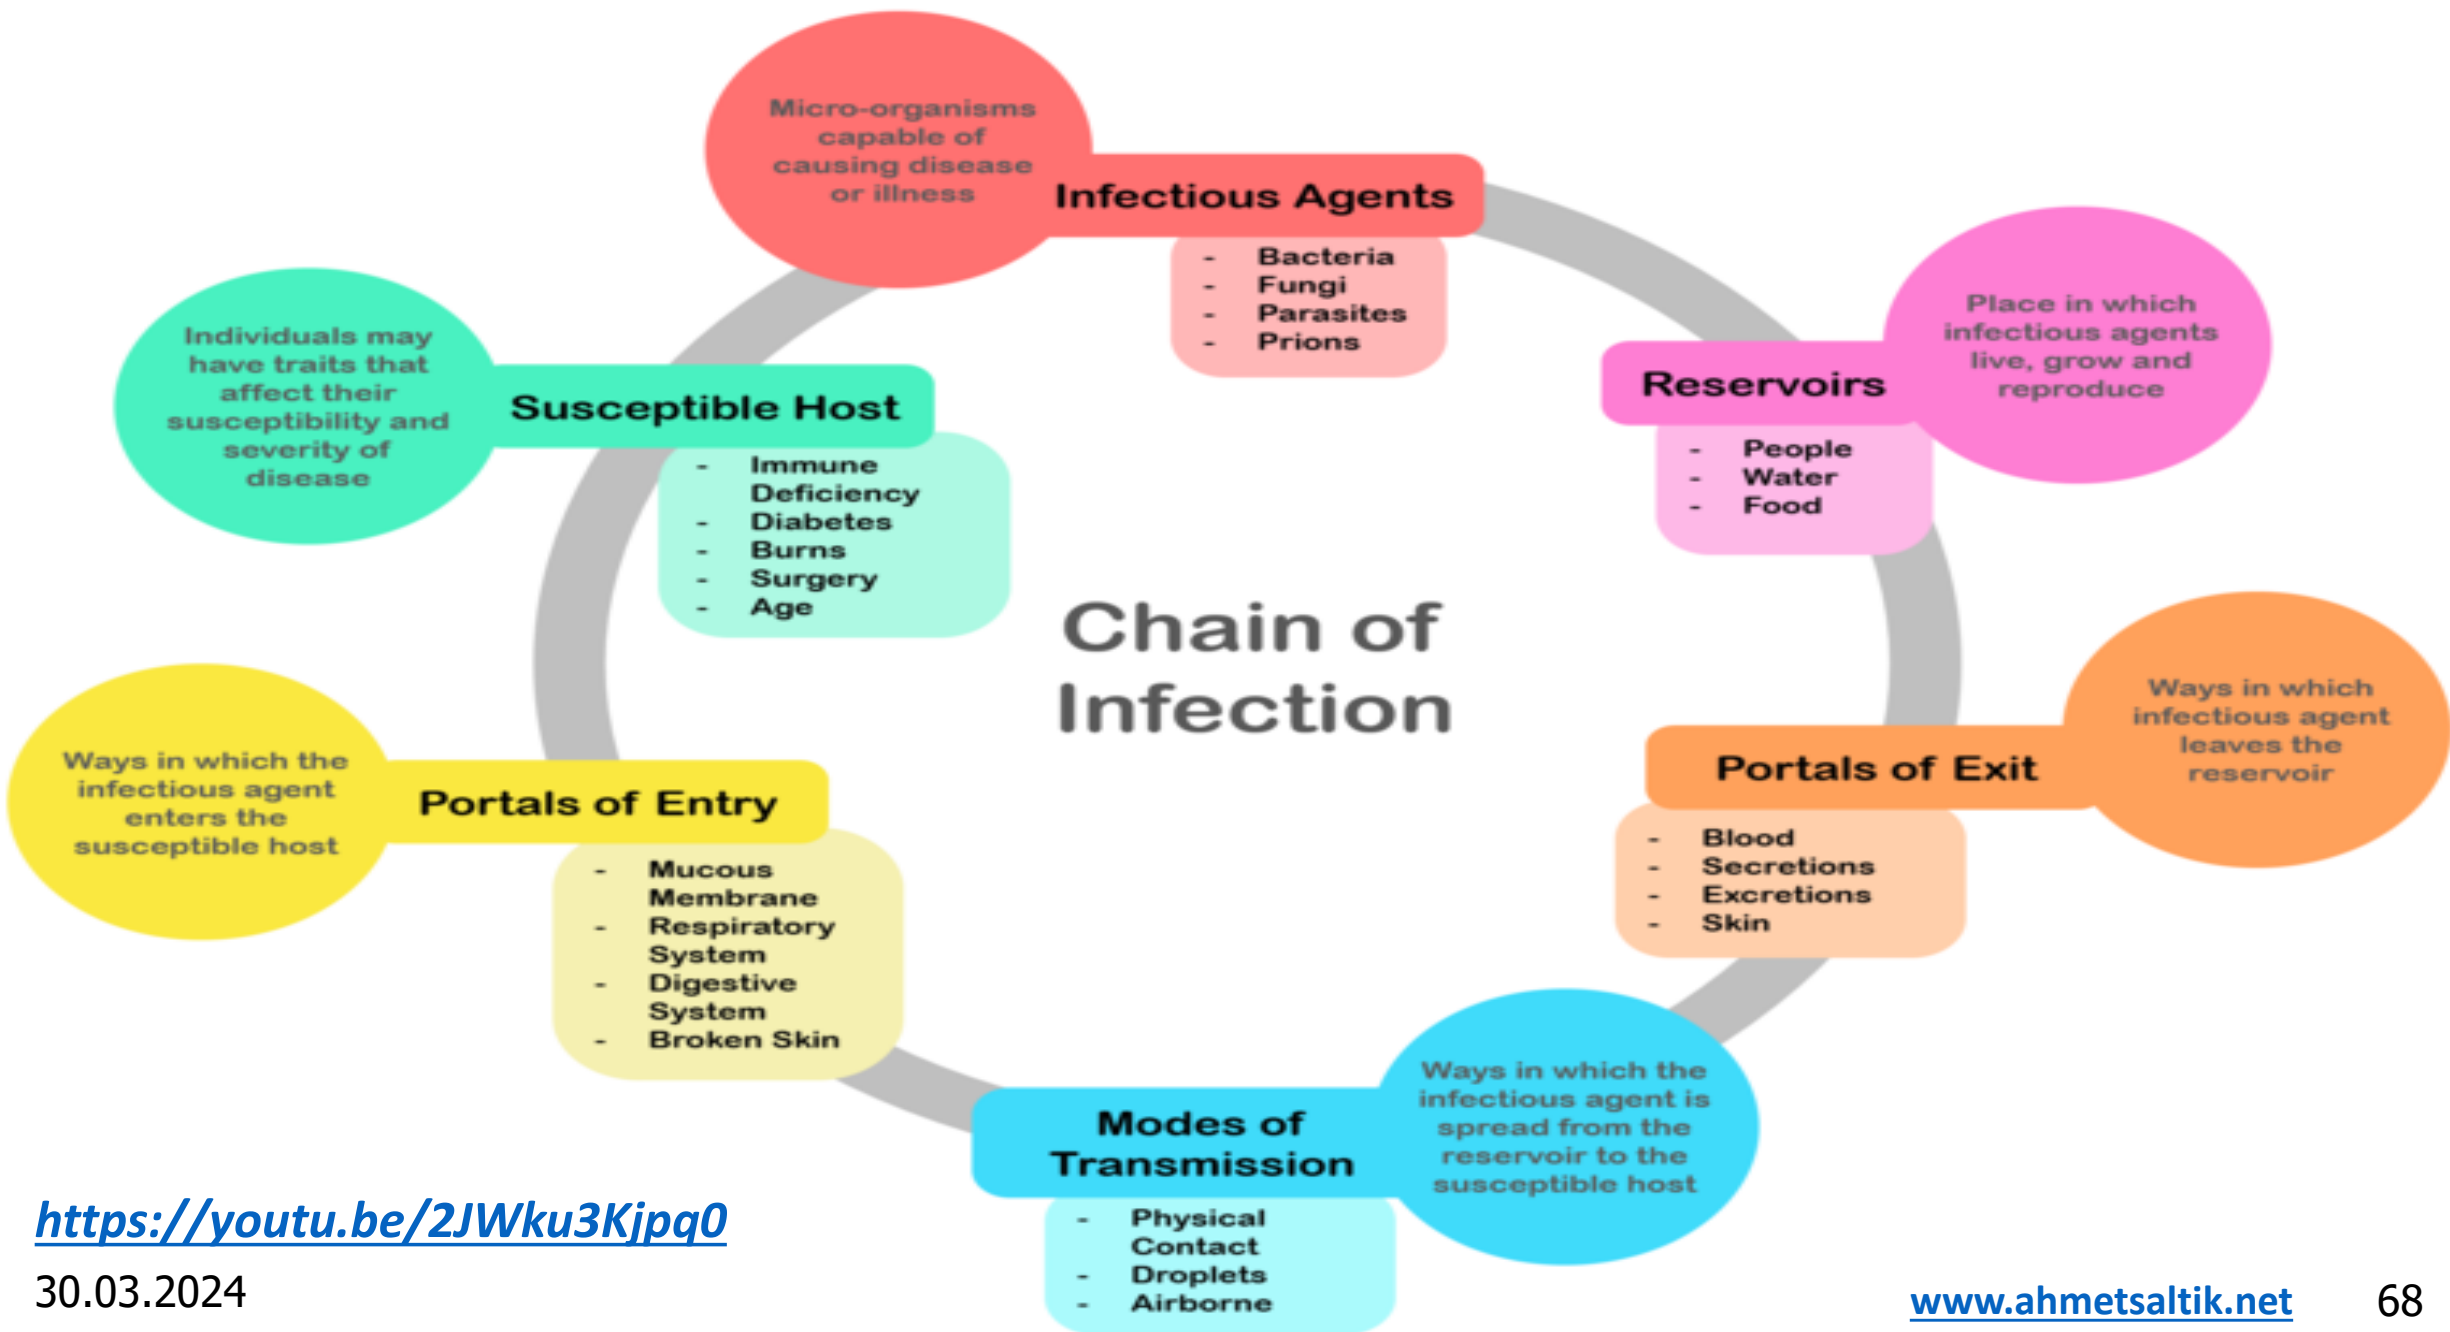 Micro-organisms
capable of
causing disease
or illness
Infectious Agents
- Bacteria
- Fungi
- Parasites
- Prions
Place in which
infectious agents
live, grow and
reproduce
Reservoirs
- People
- Water
- Food
Individuals may
have traits that
affect their
susceptibility and
severity of
disease
Susceptible Host
- Immune
Deficiency
- Diabetes
- Burns
- Surgery
- Age
Chain of
Infection
Ways in which
infectious agent
leaves the
reservoir
Portals of Exit
- Blood
- Secretions
- Excretions
- Skin
Ways in which the
infectious agent
enters the
susceptible host
Portals of Entry
- Mucous
Membrane
- Respiratory
System
- Digestive
System
- Broken Skin
Ways in which the
infectious agent is
spread from the
reservoir to the
susceptible host
Modes of
Transmission
- Physical
Contact
- Droplets
- Airborne
https://youtu.be/2JWku3Kjpq0
30.03.2024
www.ahmetsaltik.net
68